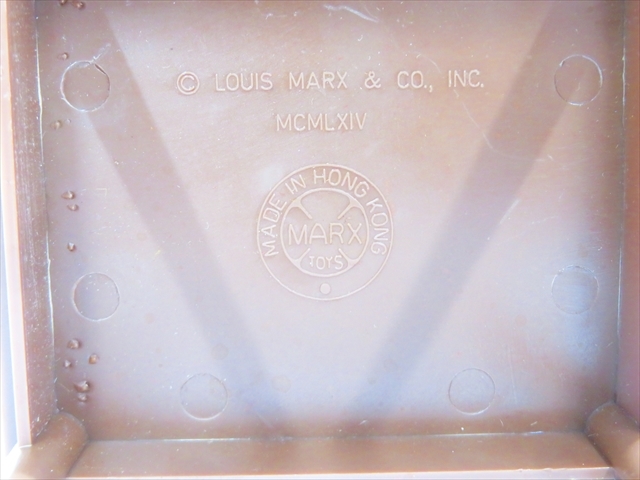 © LOUIS MARX & CO., INC.
MCMLXIV
MADE IN HONG KONG
MARX
TOYS